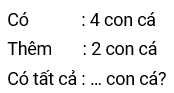 Có : 4 con cá
Thêm : 2 con cá
Có tất cả : ... con cá?